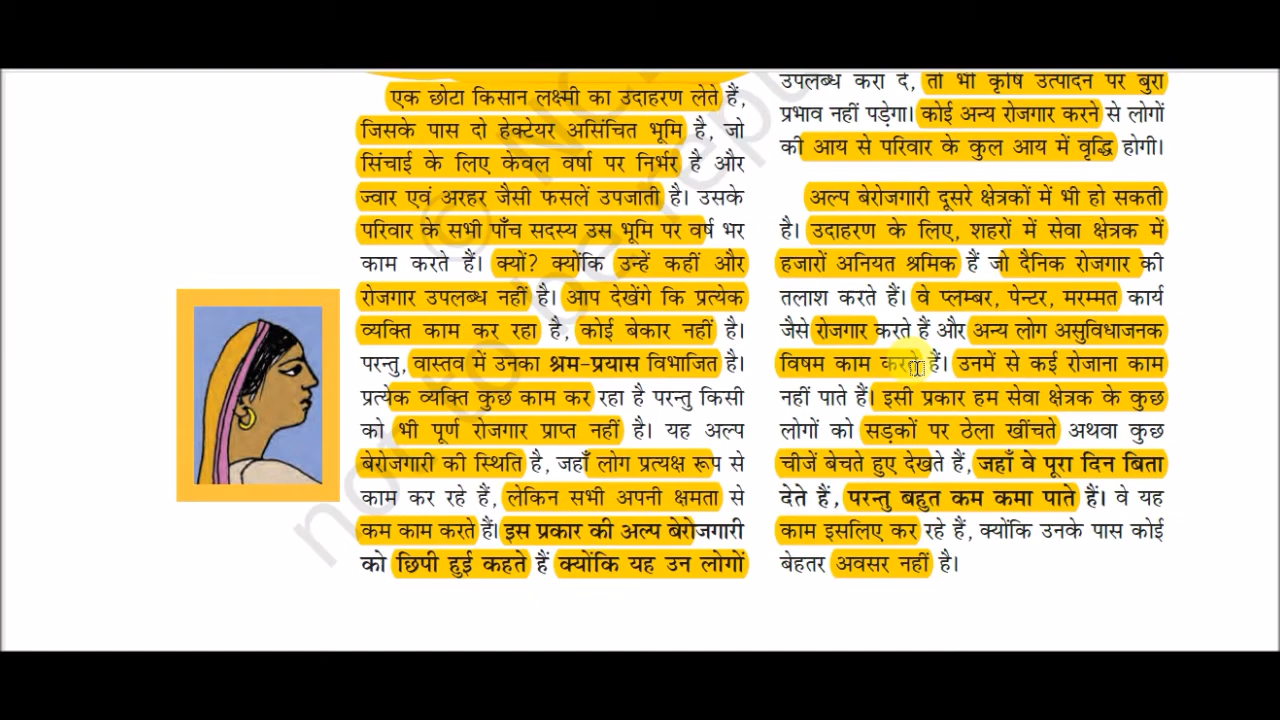 एक छोटा किसान लक्ष्मी का उदाहरण लेते हैं,
जिसके पास दो हेक्टेयर असिंचित भूमि है, जो
सिंचाई के लिए केवल वर्षा पर निर्भर है और
ज्वार एवं अरहर जैसी फसलें उपजाती है। उसके
परिवार के सभी पाँच सदस्य उस भूमि पर वर्ष भर
काम करते हैं। क्यों? क्योंकि उन्हें कहीं और
रोजगार उपलब्ध नहीं है। आप देखेंगे कि प्रत्येक
व्यक्ति काम कर रहा है, कोई बेकार नहीं है।
परन्तु, वास्तव में उनका श्रम-प्रयास विभाजित है।
प्रत्येक व्यक्ति कुछ काम कर रहा है परन्तु किसी
को भी पूर्ण रोजगार प्राप्त नहीं है। यह अल्प
बेरोजगारी की स्थिति है, जहाँ लोग प्रत्यक्ष रूप से
काम कर रहे हैं, लेकिन सभी अपनी क्षमता से
कम काम करते हैं। इस प्रकार की अल्प बेरोजगारी
को छिपी हुई कहते हैं क्योंकि यह उन लोगों
उपलब्ध करा दे, तो भी कृषि उत्पादन पर बुरा
प्रभाव नहीं पड़ेगा। कोई अन्य रोजगार करने से लोगों
की आय से परिवार के कुल आय में वृद्धि होगी।
अल्प बेरोजगारी दूसरे क्षेत्रकों में भी हो सकती
है। उदाहरण के लिए, शहरों में सेवा क्षेत्रक में
हजारों अनियत श्रमिक हैं जो दैनिक रोजगार की
तलाश करते हैं। वे प्लम्बर, पेन्टर, मरम्मत कार्य
जैसे रोजगार करते हैं और अन्य लोग असुविधाजनक
विषम काम करते हैं। उनमें से कई रोजाना काम
नहीं पाते हैं। इसी प्रकार हम सेवा क्षेत्रक के कुछ
लोगों को सड़कों पर ठेला खींचते अथवा कुछ
चीजें बेचते हुए देखते हैं, जहाँ वे पूरा दिन बिता
देते हैं, परन्तु बहुत कम कमा पाते हैं। वे यह
काम इसलिए कर रहे हैं, क्योंकि उनके पास कोई
बेहतर अवसर नहीं है।